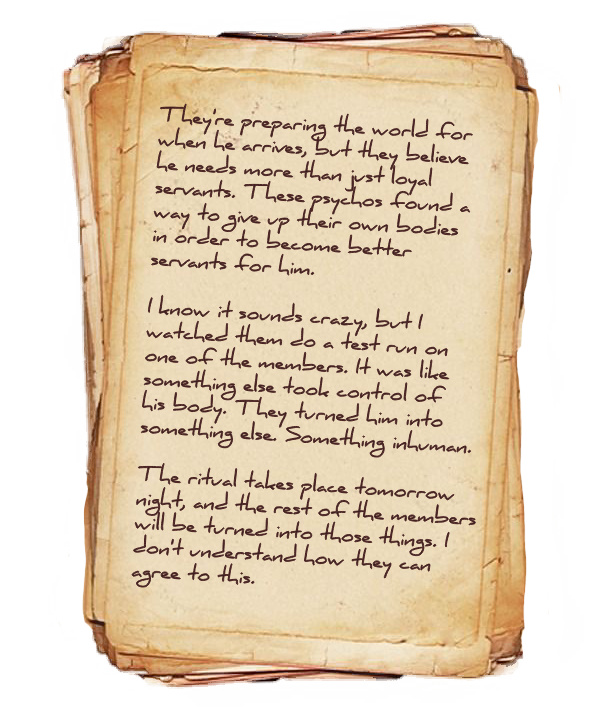 They're preparing the world for
when he arrives, but they believe
he needs more than just loyal
servants. These psychos found a
way to give up their own bodies
in order to become better
servants for him.
I know it sounds crazy, but I
watched them do a test run on
one of the members. It was like
something else took control of
his body. They turned him into
something else. Something inhuman.
The ritual takes place tomorrow
night, and the rest of the members
will be turned into those things. I
don't understand how they can
agree to this.